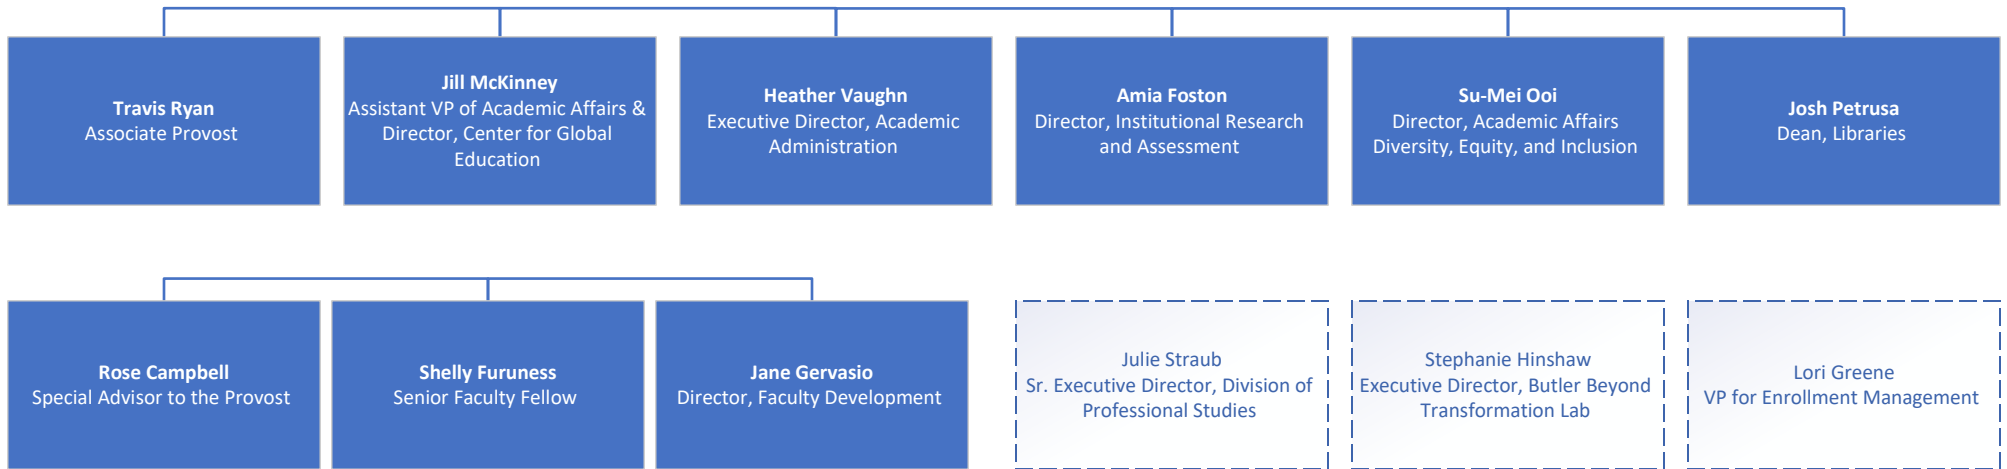 Travis Ryan
Associate Provost
Jill McKinney
Assistant VP of Academic Affairs &
Director, Center for Global
Education
Heather Vaughn
Executive Director, Academic
Administration
Amia Foston
Director, Institutional Research
and Assessment
Su-Mei Ooi
Director, Academic Affairs
Diversity, Equity, and Inclusion
Josh Petrusa
Dean, Libraries
Rose Campbell
Special Advisor to the Provost
Shelly Furuness
Senior Faculty Fellow
Jane Gervasio
Director, Faculty Development
Julie Straub
Sr. Executive Director, Division of
Professional Studies
Stephanie Hinshaw
Executive Director, Butler Beyond
Transformation Lab
Lori Greene
VP for Enrollment Management